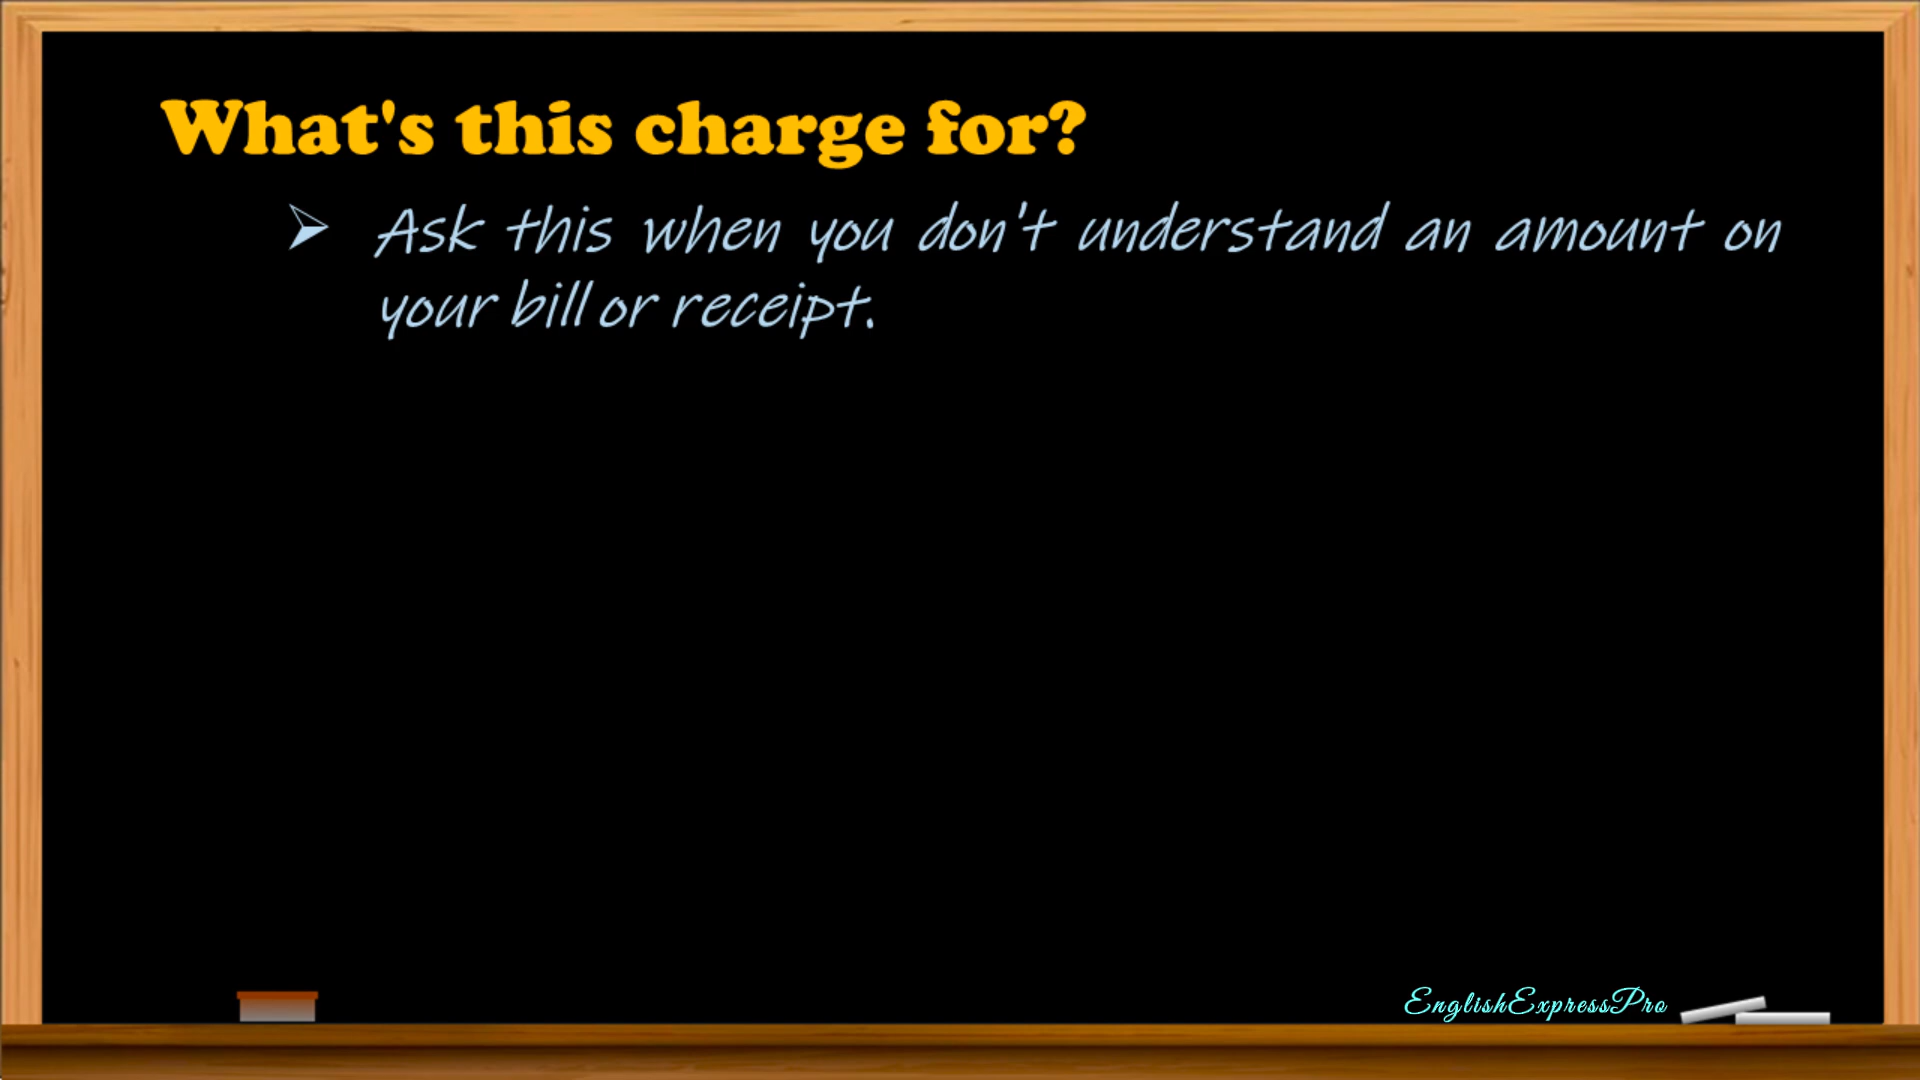 What's this charge for?
Ask this when you don't understand an amount on
your bill or receipt.
EnglishExpressPro